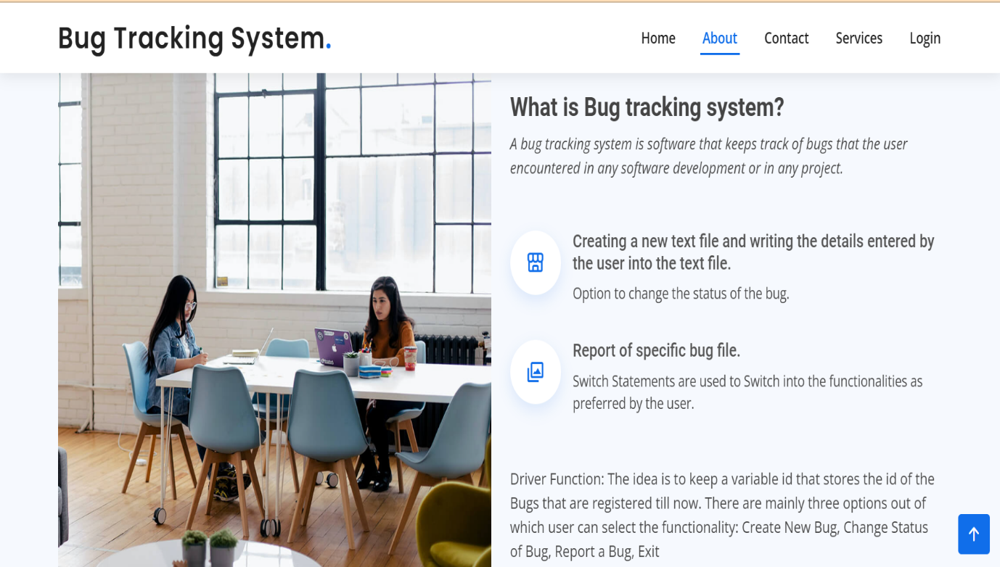 Bug Tracking System.
Home About Contact Services Login
What is Bug tracking system?
A bug tracking system is software that keeps track of bugs that the user
encountered in any software development or in any project.
Creating a new text file and writing the details entered by
the user into the text file.
Option to change the status of the bug.
Report of specific bug file.
Switch Statements are used to Switch into the functionalities as
preferred by the user.
Driver Function: The idea is to keep a variable id that stores the id of the
Bugs that are registered till now. There are mainly three options out of
which user can select the functionality: Create New Bug, Change Status
of Bug, Report a Bug, Exit